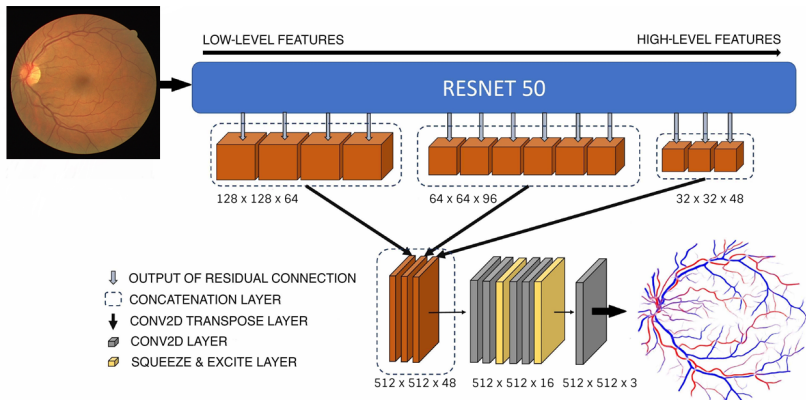 LOW-LEVEL FEATURES
HIGH-LEVEL FEATURES
RESNET 50
128 x 128 x 64
64 x 64 x 96
32 x 32 x 48
OUTPUT OF RESIDUAL CONNECTION
CONCATENATION LAYER
CONV2D TRANSPOSE LAYER
CONV2D LAYER
SQUEEZE & EXCITE LAYER
512 x 512 x 48
512 x 512 x 16
512 x 512 x 3